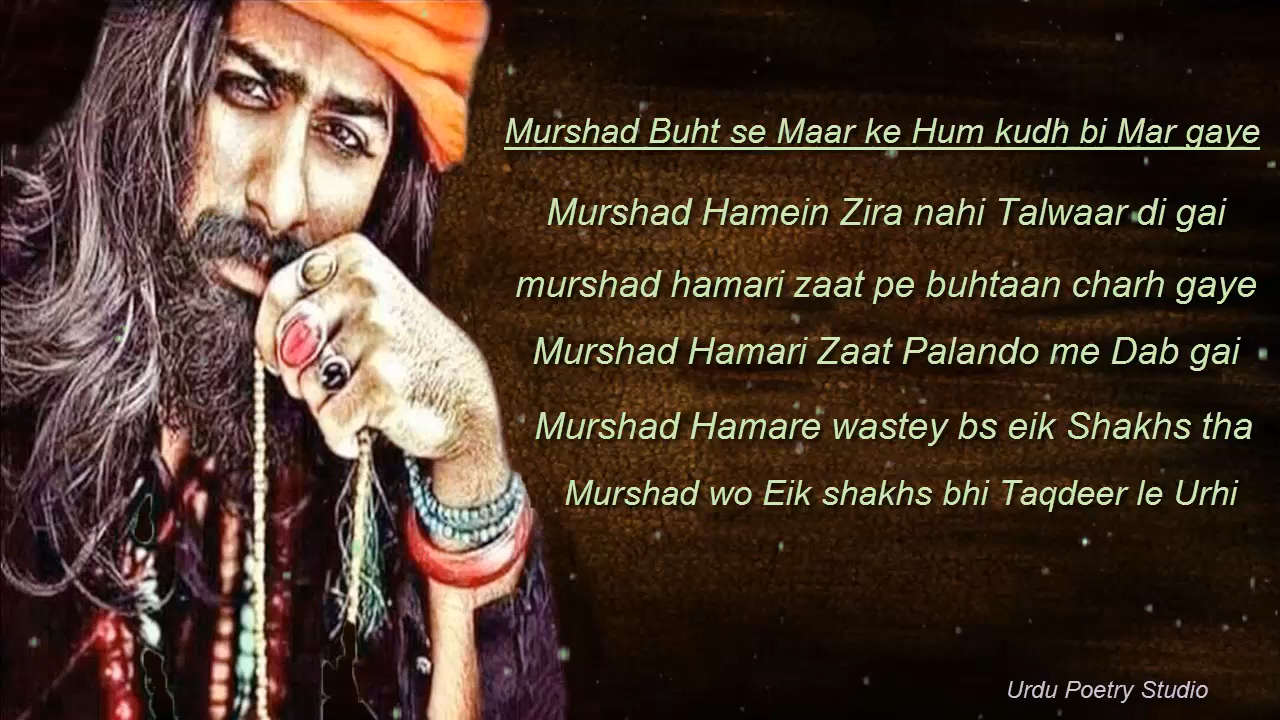 Murshad Buht se Maar ke Hum kudh bi Mar gaye
Murshad Hamein Zira nahi Talwaar di gai
murshad hamari zaat pe buhtaan charh gaye
Murshad Hamari Zaat Palando me Dab gai
Murshad Hamare wastey bs eik Shakhs tha
Murshad wo Eik shakhs bhi Taqdeer le Urhi
Urdu Poetry Studio